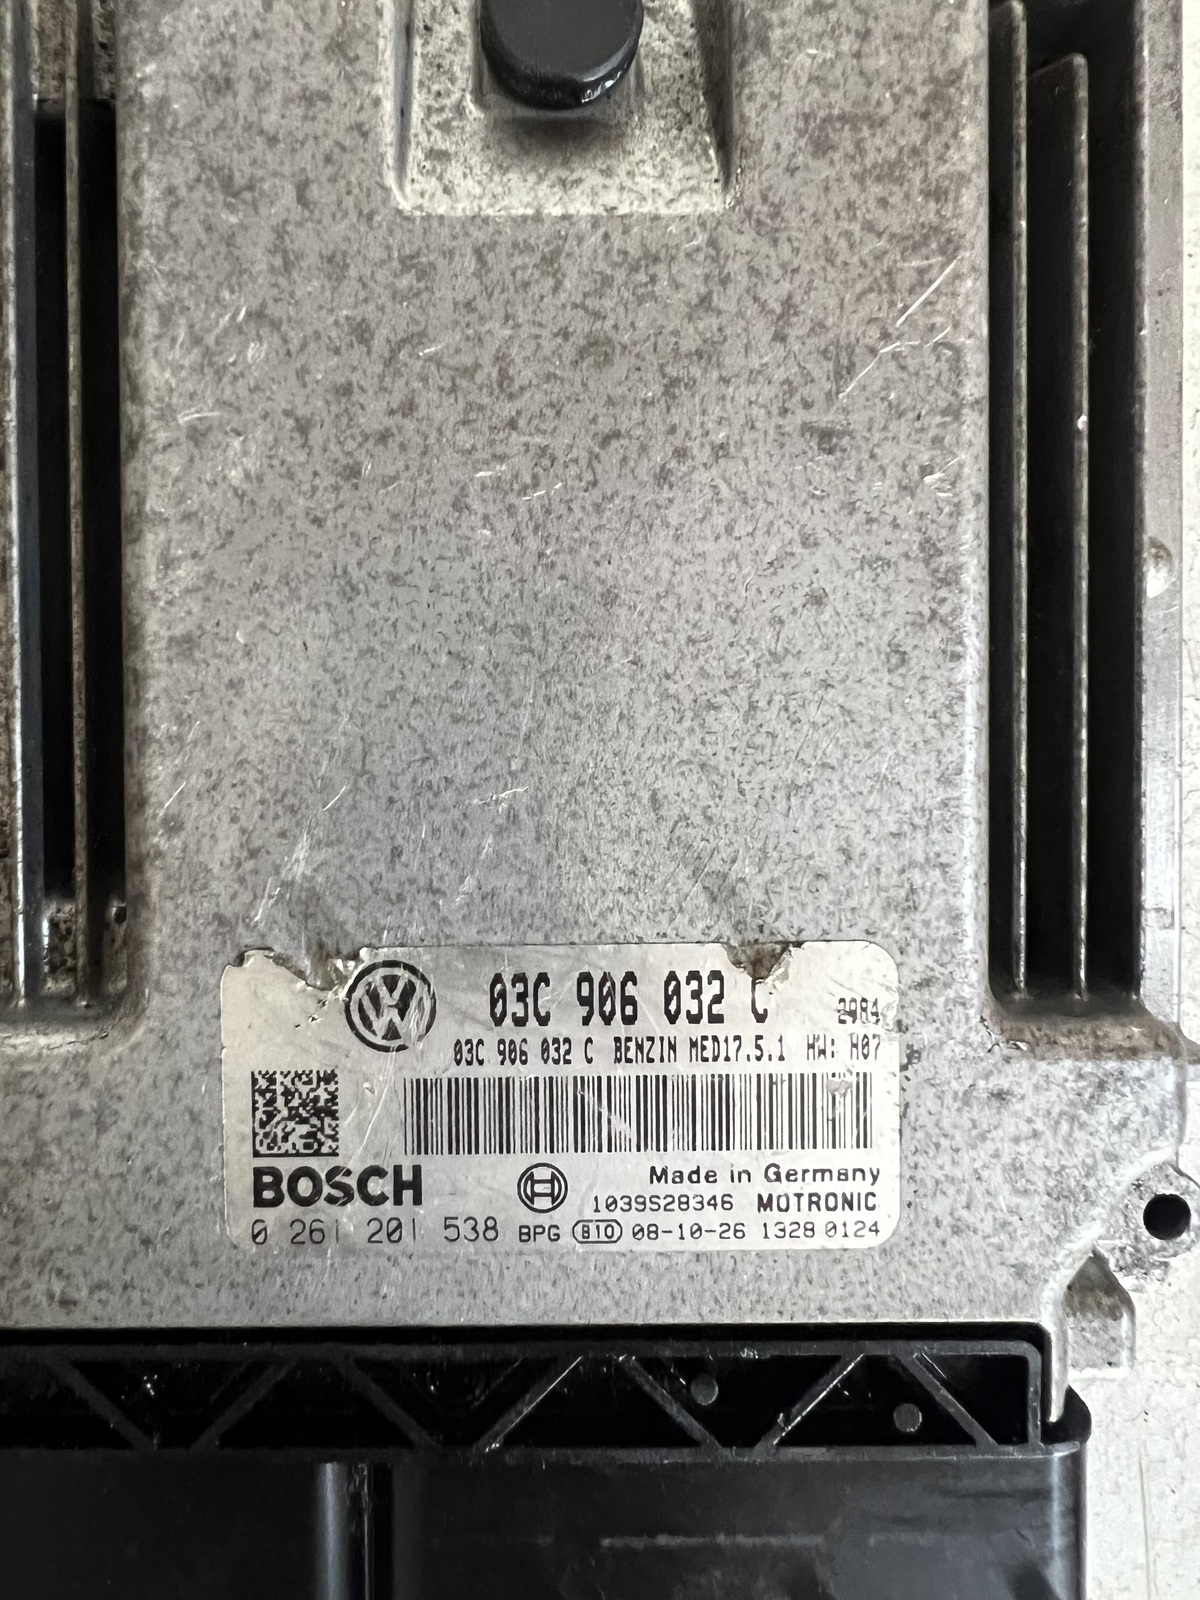 03C 906 032 C 2984
03C 906 032 C BENZIN MED17.5.1 HW: H07
BOSCH
Made in Germany
1039S28346 MOTRONIC
0 261 201 538 BPG 810 08-10-26 1328 0124